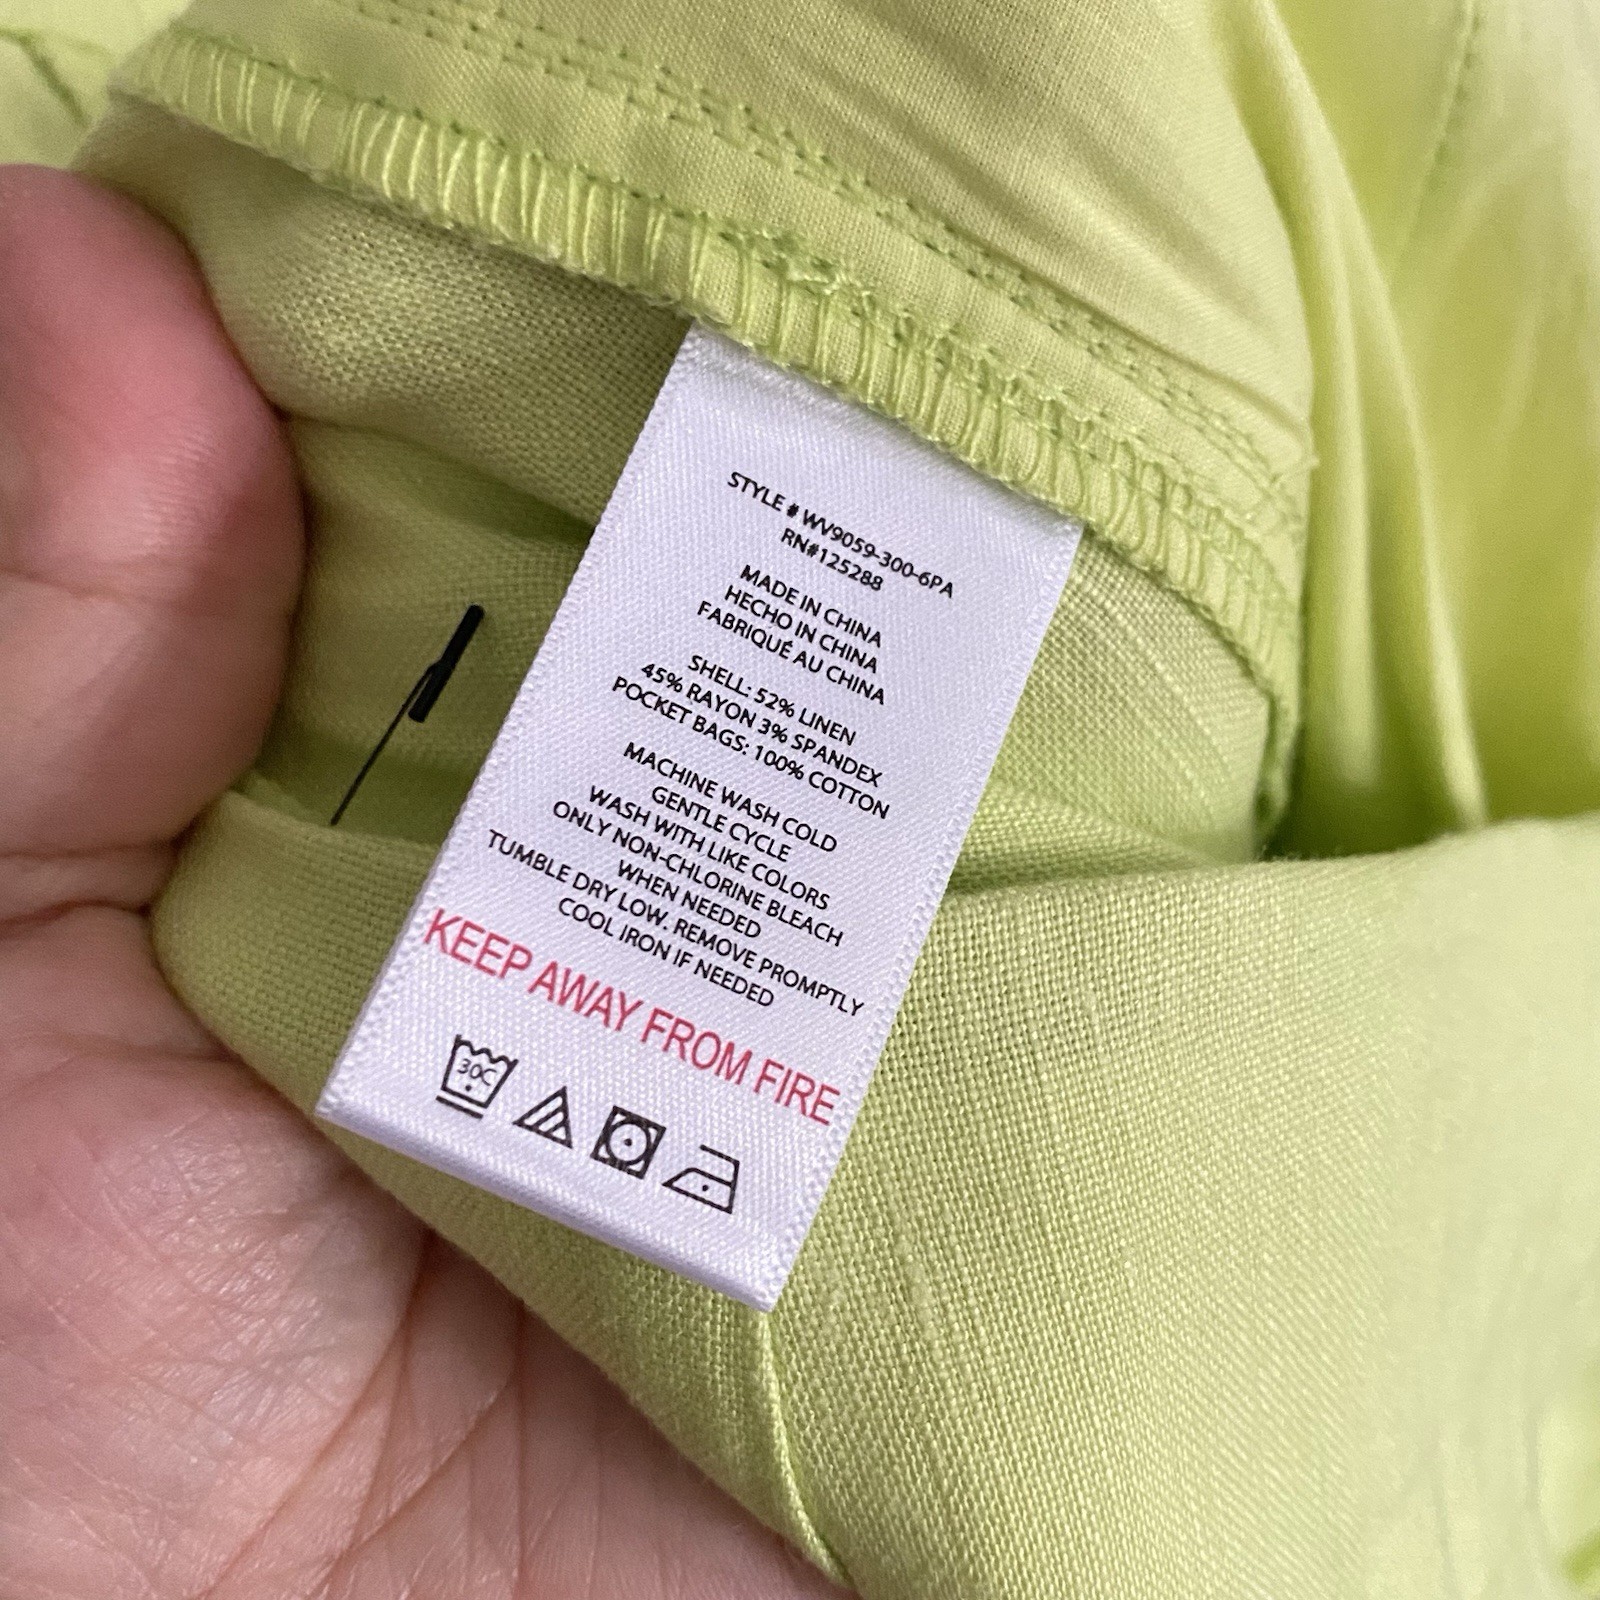 STYLE # WV9059-300-6PA
RN#125288
MADE IN CHINA
HECHO IN CHINA
FABRIQUÉ AU CHINA
SHELL: 52% LINEN
45% RAYON 3% SPANDEX
POCKET BAGS: 100% COTTON
MACHINE WASH COLD
GENTLE CYCLE
WASH WITH LIKE COLORS
ONLY NON-CHLORINE BLEACH
WHEN NEEDED
TUMBLE DRY LOW. REMOVE PROMPTLY
COOL IRON IF NEEDED
KEEP AWAY FROM FIRE
30C